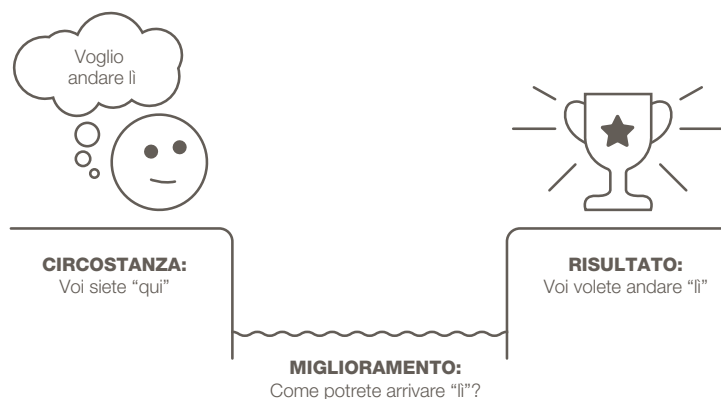 Voglio
andare lì
CIRCOSTANZA:
Voi siete “qui”
RISULTATO:
Voi volete andare “lì”
MIGLIORAMENTO:
Come potrete arrivare “lì”?